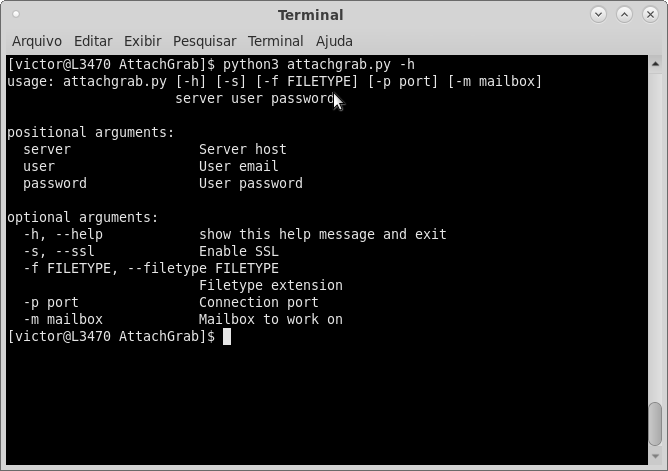 Terminal
Arquivo Editar Exibir Pesquisar Terminal Ajuda
[victor@L3470 AttachGrab]$ python3 attachgrab.py -h
usage: attachgrab.py [-h] [-s] [-f FILETYPE] [-p port] [-m mailbox]
                     server user password

positional arguments:
  server                Server host
  user                  User email
  password              User password

optional arguments:
  -h, --help            show this help message and exit
  -s, --ssl             Enable SSL
  -f FILETYPE, --filetype FILETYPE
                        Filetype extension
  -p port               Connection port
  -m mailbox            Mailbox to work on
[victor@L3470 AttachGrab]$